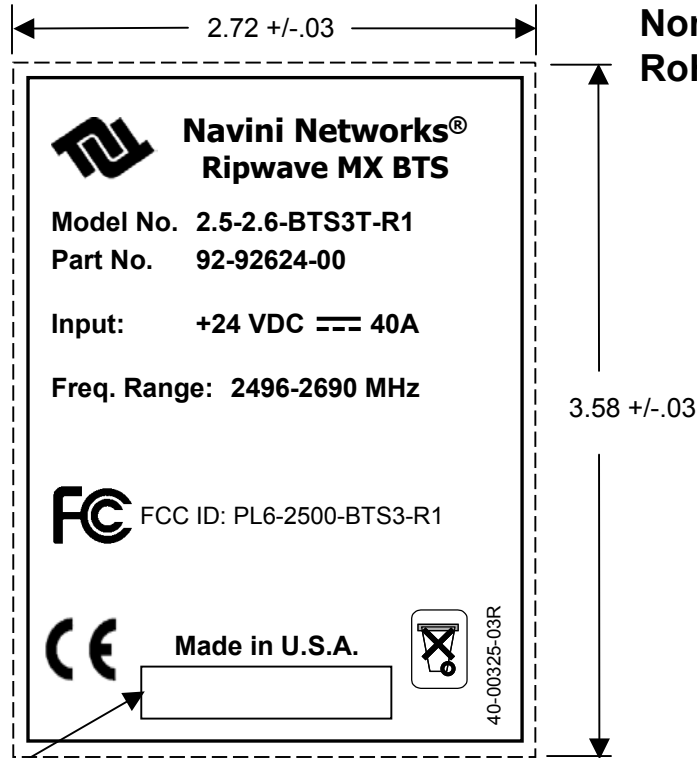 2.72 +/-.03
Navini Networks®
Ripwave MX BTS
Model No. 2.5-2.6-BTS3T-R1
Part No. 92-92624-00
Input: +24 VDC 40A
Freq. Range: 2496-2690 MHz
3.58 +/-.03
FC FCC ID: PL6-2500-BTS3-R1
CE
Made in U.S.A.
40-00325-03R